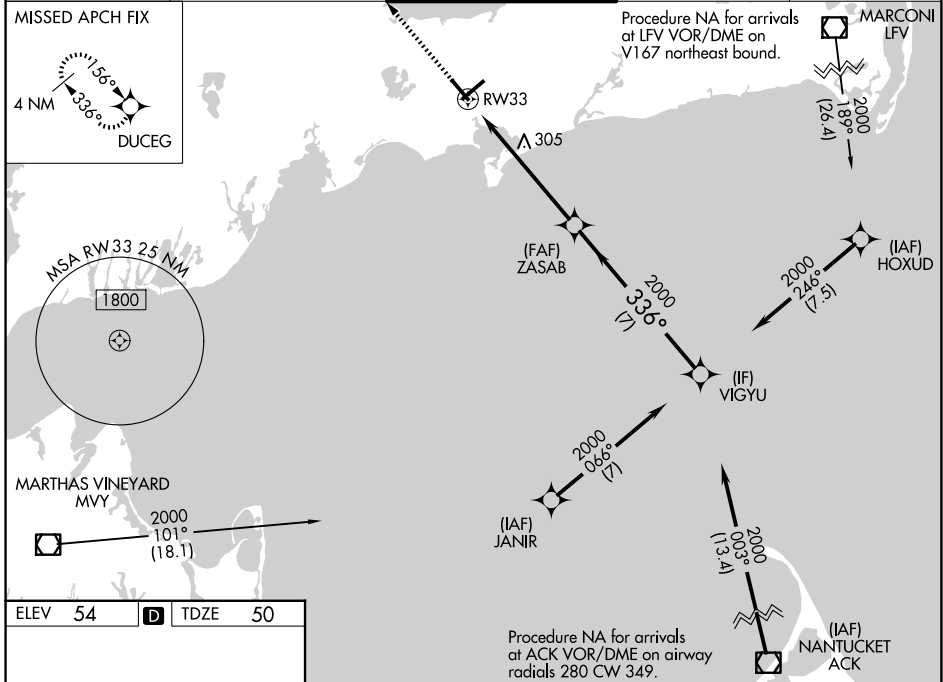 MISSED APCH FIX
4 NM
156°
336°
DUCEG
Procedure NA for arrivals
at LFV VOR/DME on
V167 northeast bound.
MARCONI
LFV
2000
189°
(26.4)
RW33
305
(FAF)
ZASAB
(IAF)
HOXUD
2000
246°
(7.5)
2000
336°
(7)
MSA RW33 25 NM
1800
(IF)
VIGYU
2000
066°
(7)
(IAF)
JANIR
MARTHAS VINEYARD
MVY
2000
101°
(18.1)
2000
003°
(13.4)
ELEV 54 D TDZE 50
Procedure NA for arrivals
at ACK VOR/DME on airway
radials 280 CW 349.
(IAF)
NANTUCKET
ACK